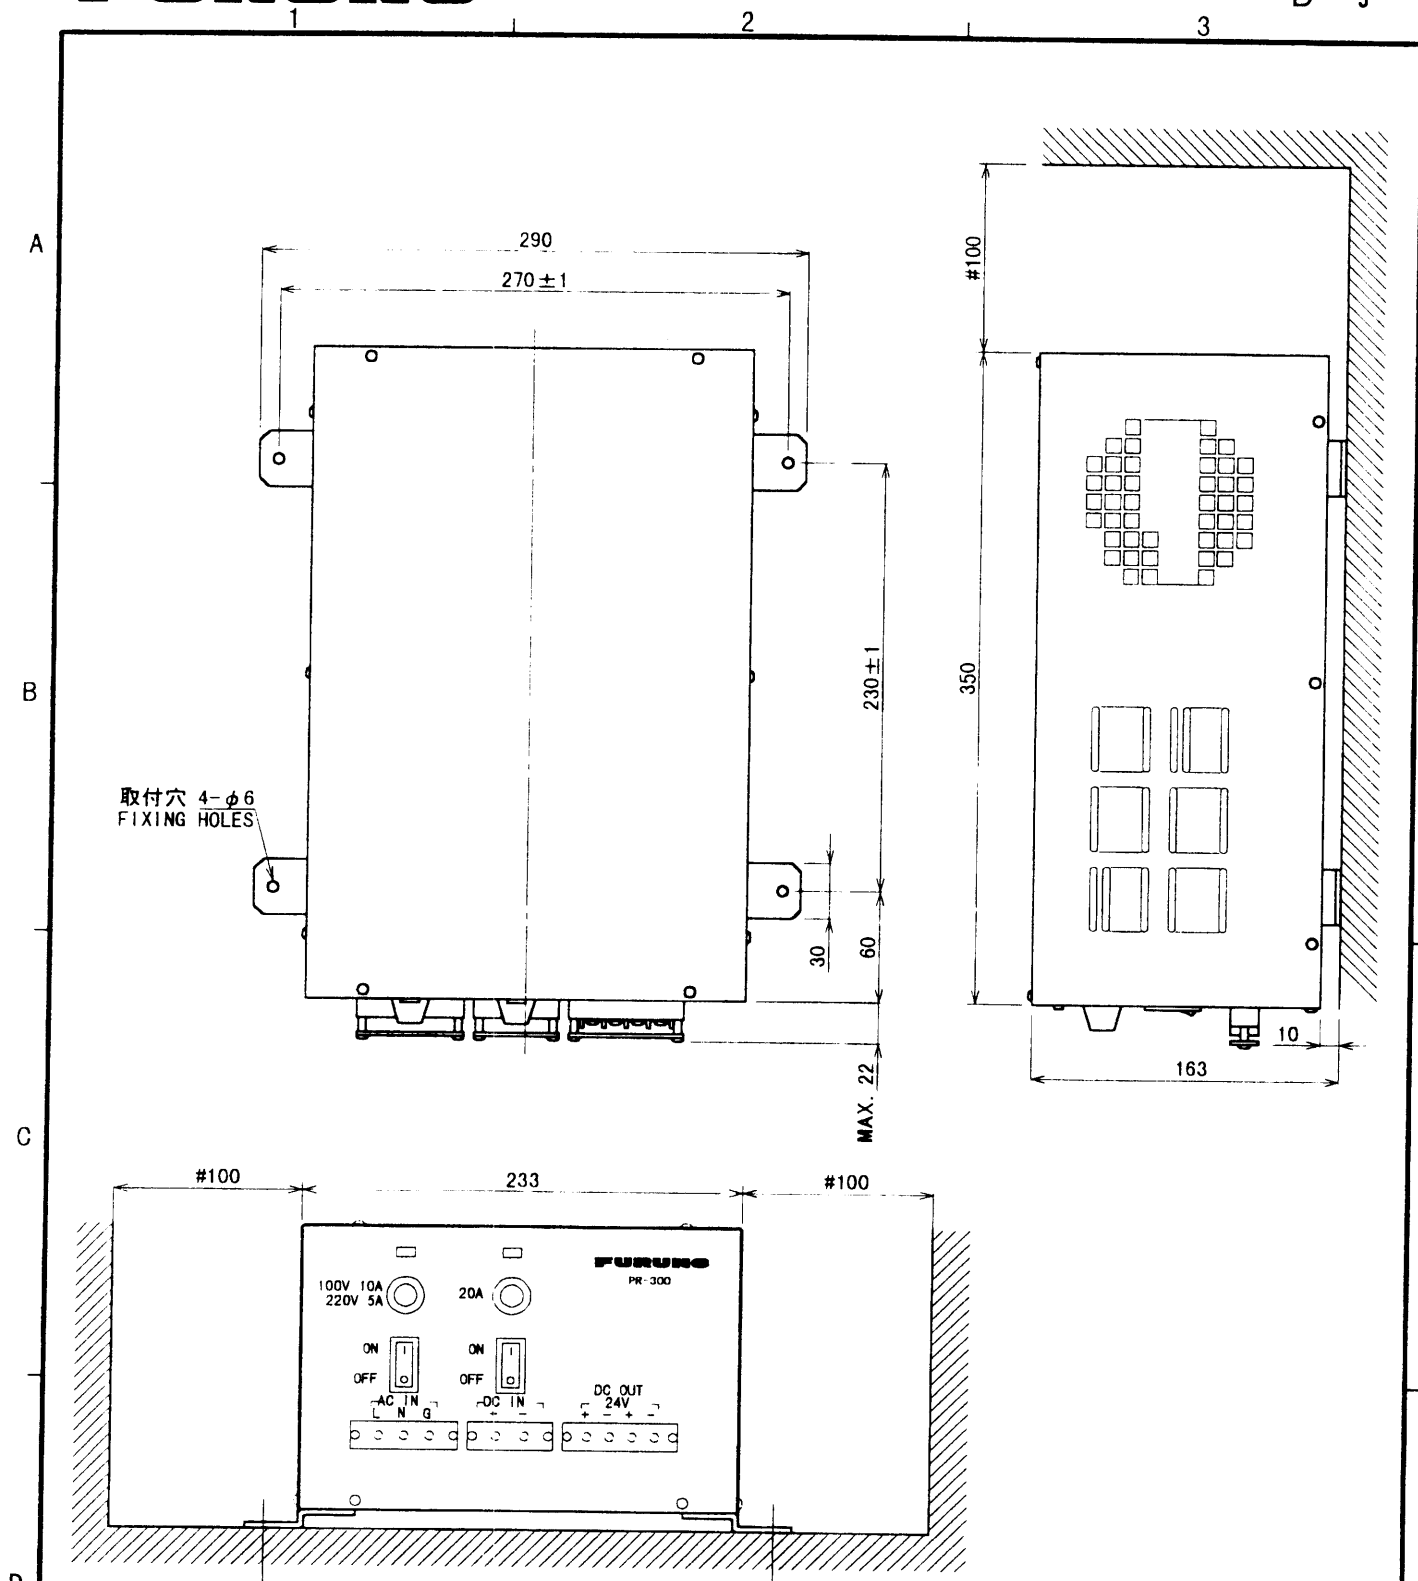 1 2 3
A
290
270±1
#100
B
230±1
350
取付穴 4-φ6
FIXING HOLES
30
60
10
163
MAX. 22
C
#100 233 #100
FURUNO
PR-300
100V 10A
220V 5A
20A
ON ON
OFF OFF
AC IN DC IN DC OUT
24V
L N G + - + - + -